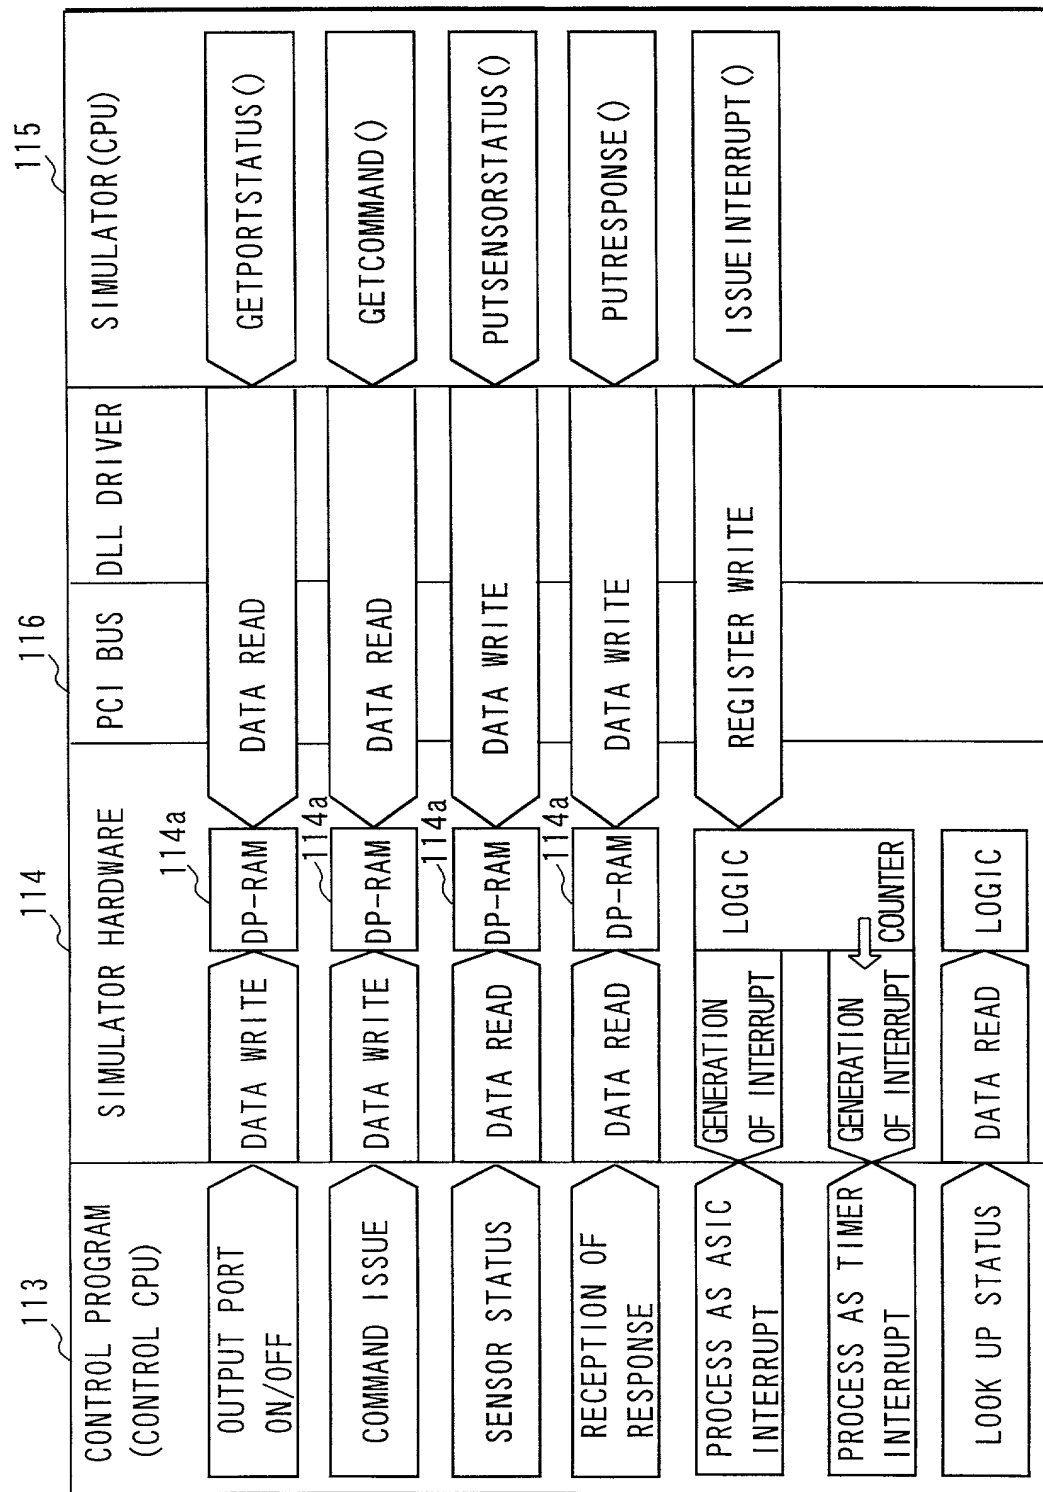 113
114
116
115
CONTROL PROGRAM
(CONTROL CPU)
SIMULATOR HARDWARE
PCI BUS
DLL DRIVER
SIMULATOR(CPU)
OUTPUT PORT
ON/OFF
DATA WRITE
DP-RAM
114a
DATA READ
GETPORTSTATUS()
COMMAND ISSUE
DATA WRITE
DP-RAM
114a
DATA READ
GETCOMMAND()
SENSOR STATUS
DATA READ
DP-RAM
114a
DATA WRITE
PUTSENSORSTATUS()
RECEPTION OF
RESPONSE
DATA READ
DP-RAM
114a
DATA WRITE
PUTRESPONSE()
PROCESS AS ASIC
INTERRUPT
GENERATION
OF INTERRUPT
LOGIC
REGISTER WRITE
ISSUEINTERRUPT()
PROCESS AS TIMER
INTERRUPT
GENERATION
OF INTERRUPT
COUNTER
LOOK UP STATUS
DATA READ
LOGIC